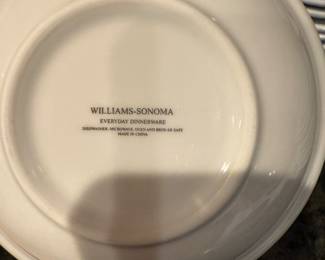 WILLIAMS-SONOMA
EVERYDAY DINNERWARE
DISHWASHER, MICROWAVE, OVEN AND BROILER SAFE
MADE IN CHINA